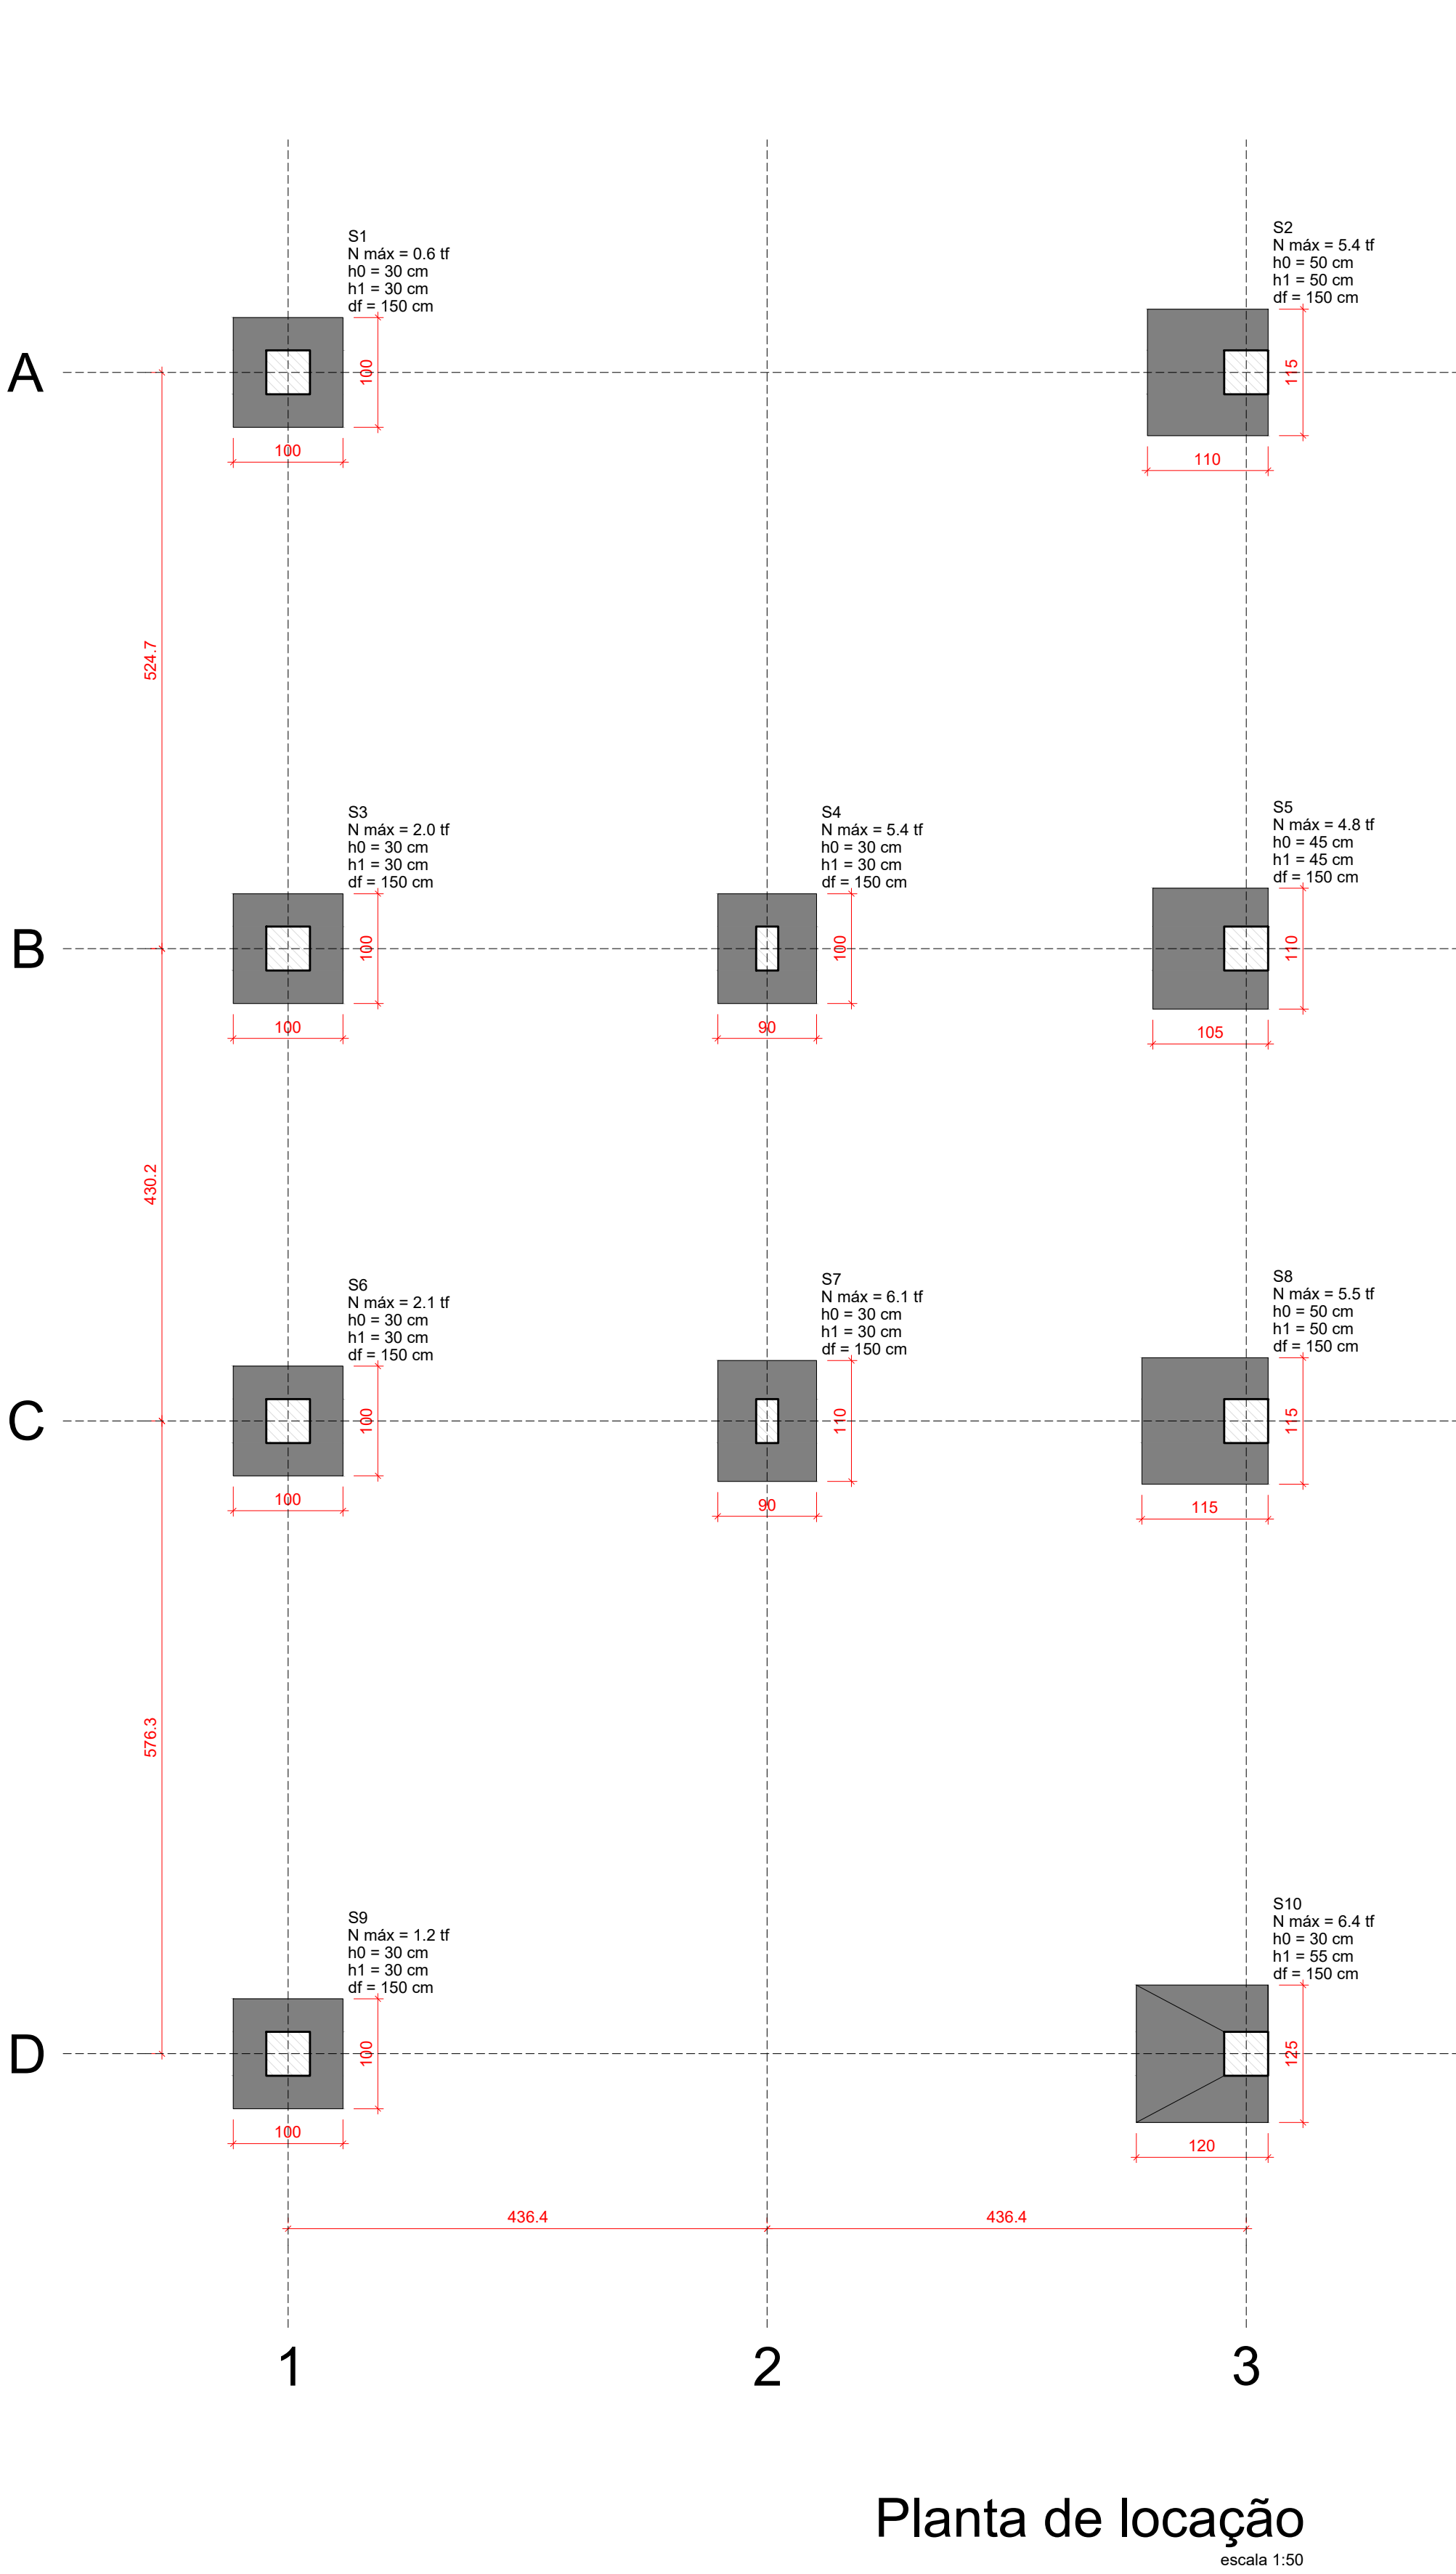 S1
N máx = 0.6 tf
h0 = 30 cm
h1 = 30 cm
df = 150 cm
100
100
S2
N máx = 5.4 tf
h0 = 50 cm
h1 = 50 cm
df = 150 cm
115
110
A
524.7
S3
N máx = 2.0 tf
h0 = 30 cm
h1 = 30 cm
df = 150 cm
100
100
S4
N máx = 5.4 tf
h0 = 30 cm
h1 = 30 cm
df = 150 cm
100
90
S5
N máx = 4.8 tf
h0 = 45 cm
h1 = 45 cm
df = 150 cm
110
105
B
430.2
S6
N máx = 2.1 tf
h0 = 30 cm
h1 = 30 cm
df = 150 cm
100
100
S7
N máx = 6.1 tf
h0 = 30 cm
h1 = 30 cm
df = 150 cm
110
90
S8
N máx = 5.5 tf
h0 = 50 cm
h1 = 50 cm
df = 150 cm
115
115
C
576.3
S9
N máx = 1.2 tf
h0 = 30 cm
h1 = 30 cm
df = 150 cm
100
100
S10
N máx = 6.4 tf
h0 = 30 cm
h1 = 55 cm
df = 150 cm
125
120
D
436.4
436.4
1
2
3
Planta de locação
escala 1:50